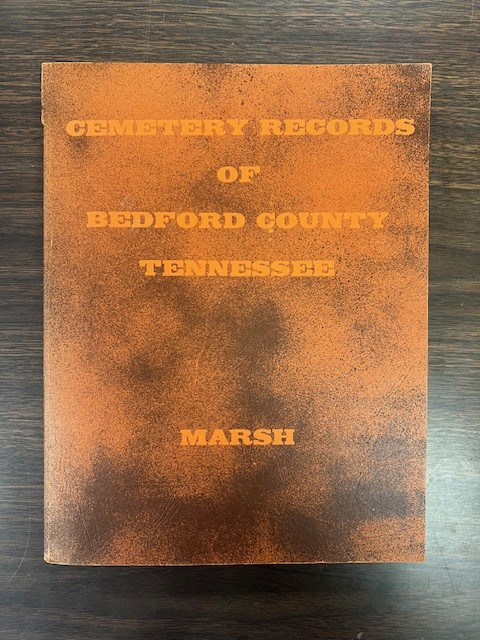 CEMETERY RECORDS
OF
BEDFORD COUNTY
TENNESSEE
MARSH